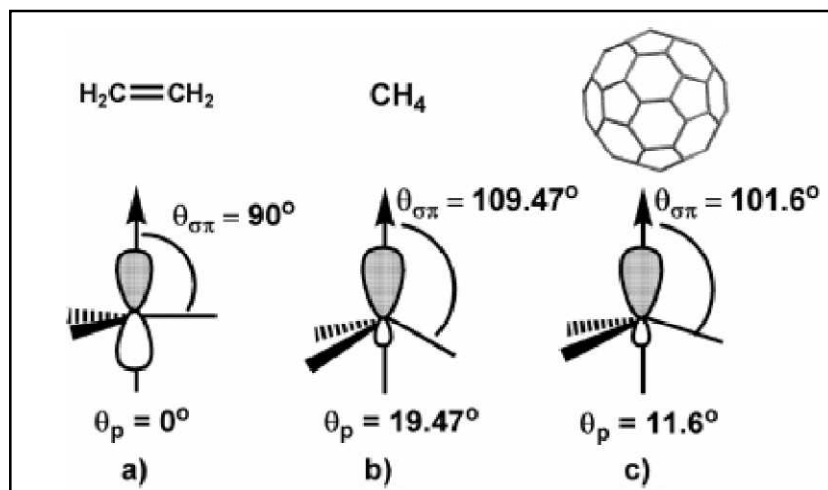 H₂C=CH₂
CH₄
θσπ = 90°
θσπ = 109.47°
θσπ = 101.6°
θp = 0°
θp = 19.47°
θp = 11.6°
a)
b)
c)